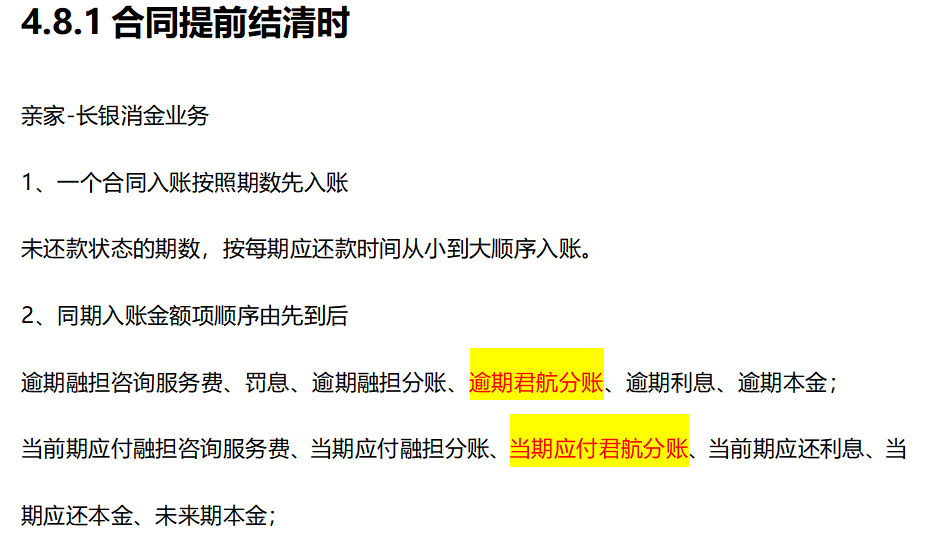 4.8.1 合同提前结清时
亲家-长银消金业务
1、一个合同入账按照期数先入账
未还款状态的期数，按每期应还款时间从小到大顺序入账。
2、同期入账金额项顺序由先到后
逾期融担咨询服务费、罚息、逾期融担分账、逾期君航分账、逾期利息、逾期本金；
当前期应付融担咨询服务费、当期应付融担分账、当期应付君航分账、当前期应还利息、当
期应还本金、未来期本金；